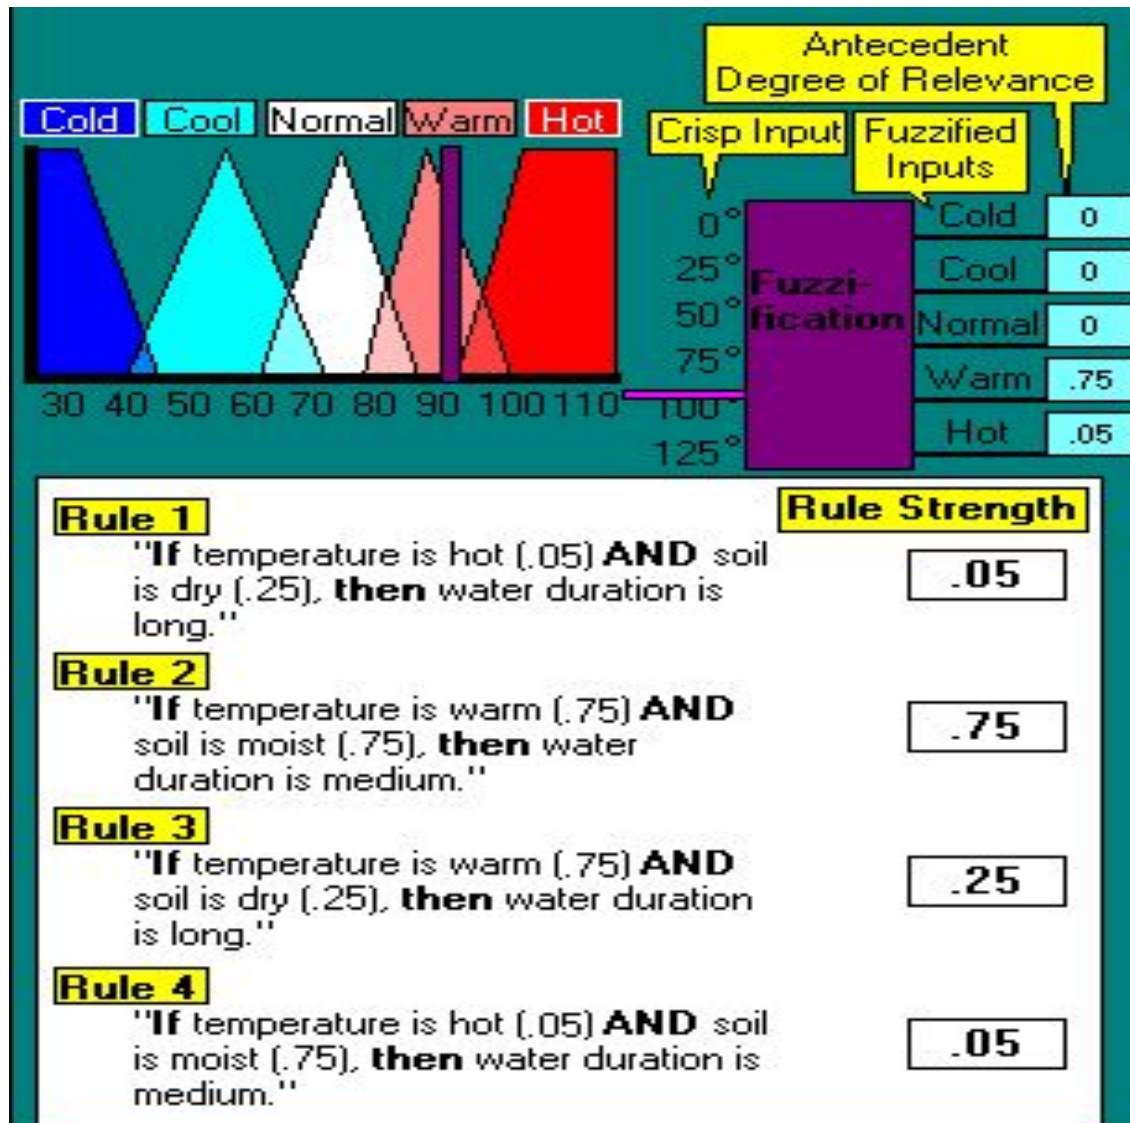 Antecedent
Degree of Relevance
Cold Cool Normal Warm Hot
Crisp Input
Fuzzified
Inputs
0°
25°
50°
75°
100°
125°
Fuzzi-
fication
Cold 0
Cool 0
Normal 0
Warm .75
Hot .05
30 40 50 60 70 80 90 100 110
Rule Strength
Rule 1
"If temperature is hot (.05) AND soil
is dry (.25), then water duration is
long."
.05
Rule 2
"If temperature is warm (.75) AND
soil is moist (.75), then water
duration is medium."
.75
Rule 3
"If temperature is warm (.75) AND
soil is dry (.25), then water duration
is long."
.25
Rule 4
"If temperature is hot (.05) AND soil
is moist (.75), then water duration is
medium."
.05